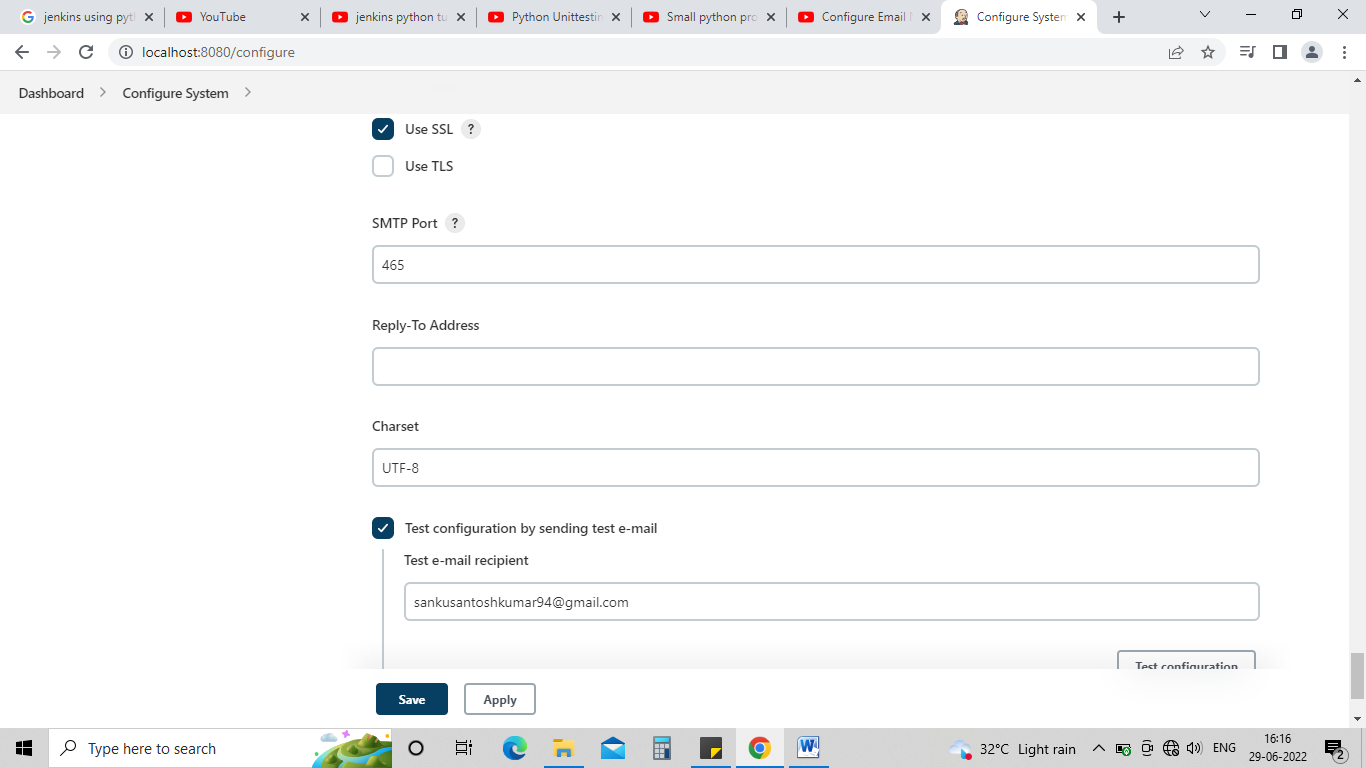 jenkins using pyt
YouTube
jenkins python tu
Python Unittestin
Small python pro
Configure Email
Configure System
localhost:8080/configure
Dashboard > Configure System >
Use SSL ?
Use TLS
SMTP Port ?
465
Reply-To Address
Charset
UTF-8
Test configuration by sending test e-mail
Test e-mail recipient
sankusantoshkumar94@gmail.com
Test configuration
Save
Apply
Type here to search
W
32°C Light rain
ENG
16:16
29-06-2022
2